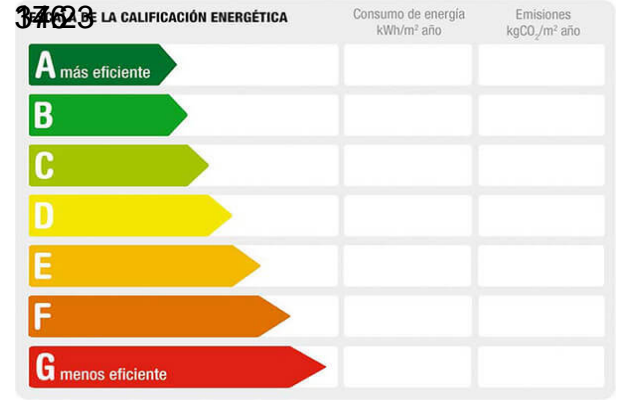 DE LA CALIFICACIÓN ENERGÉTICA
Consumo de energía
kWh/m² año
Emisiones
kgCO₂/m² año
A más eficiente
B
C
D
E
F
G menos eficiente